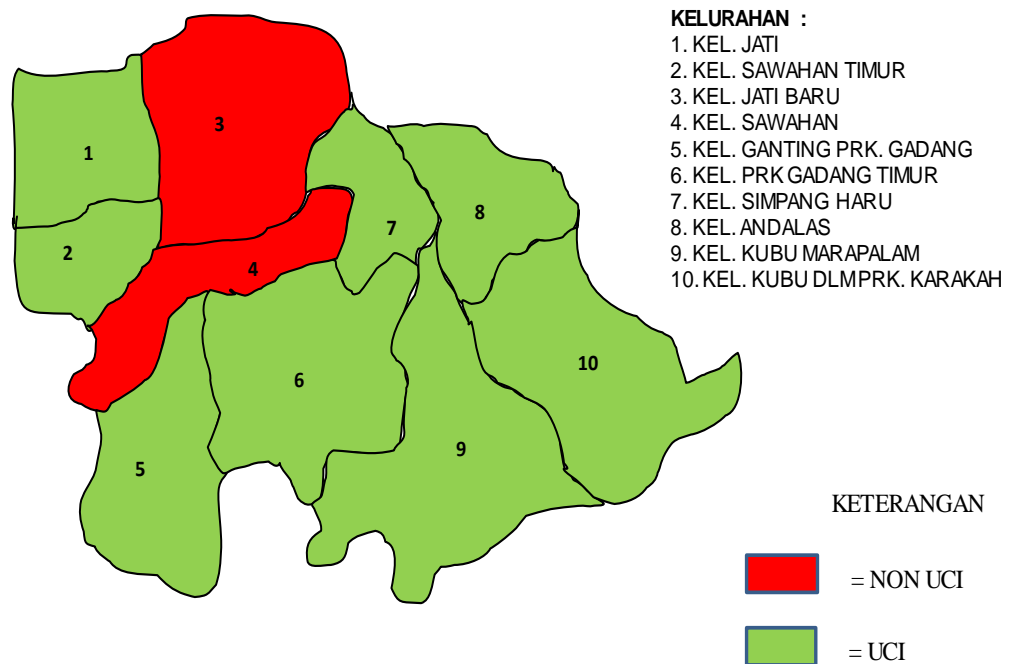 KELURAHAN :
1. KEL. JATI
2. KEL. SAWAHAN TIMUR
3. KEL. JATI BARU
4. KEL. SAWAHAN
5. KEL. GANTING PRK. GADANG
6. KEL. PRK GADANG TIMUR
7. KEL. SIMPANG HARU
8. KEL. ANDALAS
9. KEL. KUBU MARAPALAM
10. KEL. KUBU DLM PRK. KARAKAH
3
1
7
8
2
4
6
10
5
9
KETERANGAN
= NON UCI
= UCI